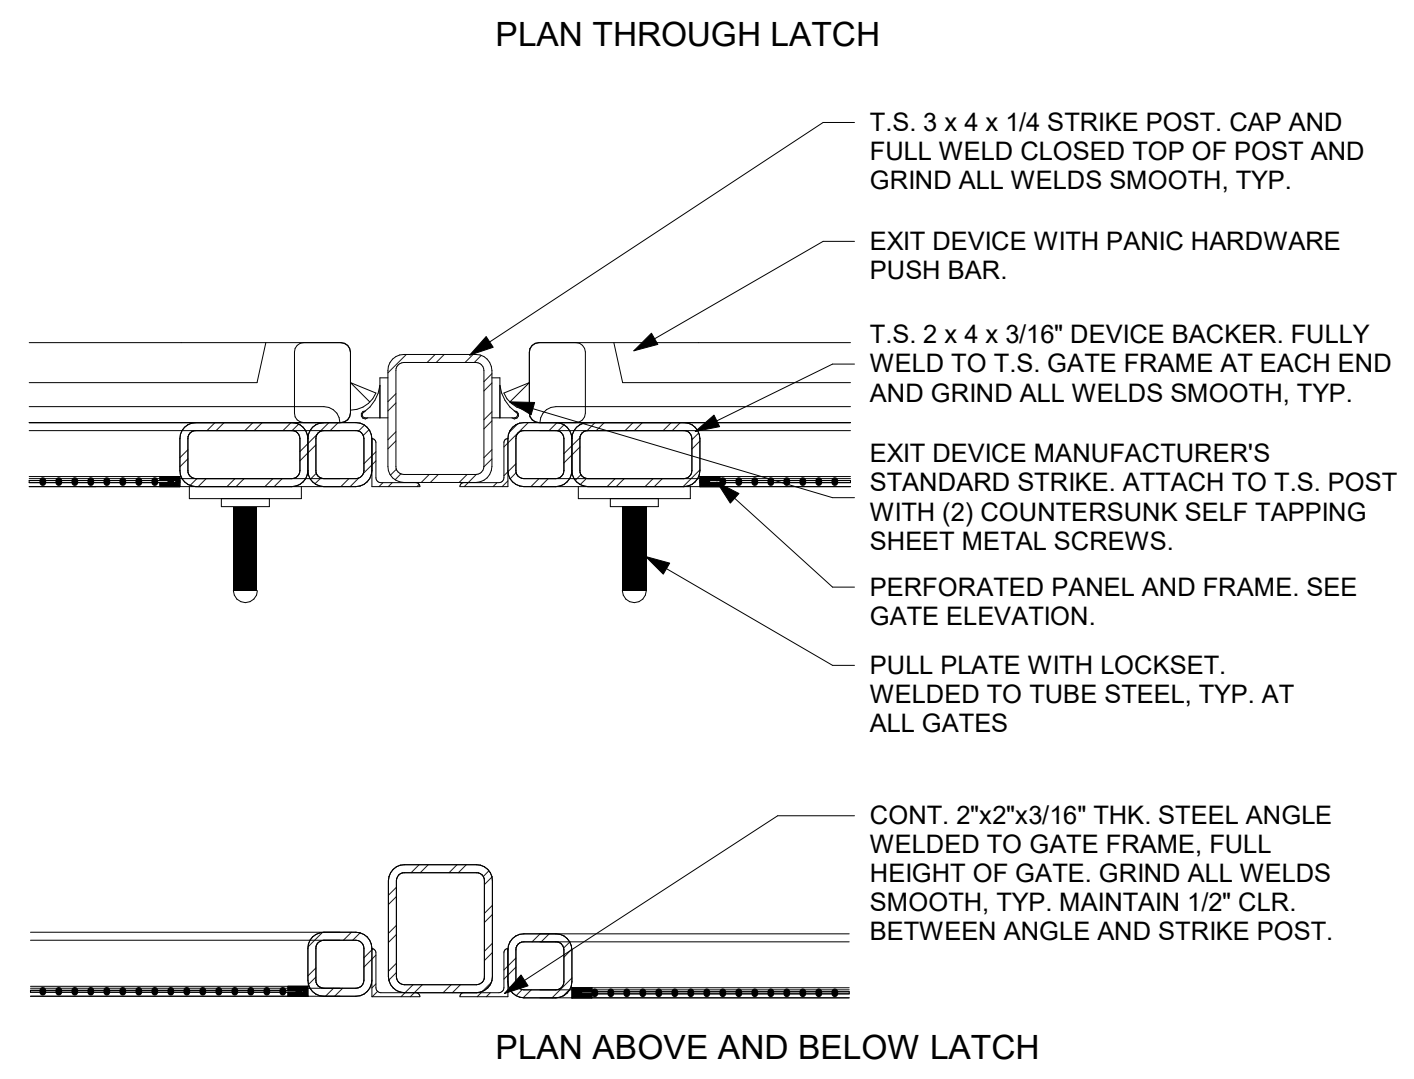 PLAN THROUGH LATCH
T.S. 3 x 4 x 1/4 STRIKE POST. CAP AND
FULL WELD CLOSED TOP OF POST AND
GRIND ALL WELDS SMOOTH, TYP.
EXIT DEVICE WITH PANIC HARDWARE
PUSH BAR.
T.S. 2 x 4 x 3/16" DEVICE BACKER. FULLY
WELD TO T.S. GATE FRAME AT EACH END
AND GRIND ALL WELDS SMOOTH, TYP.
EXIT DEVICE MANUFACTURER'S
STANDARD STRIKE. ATTACH TO T.S. POST
WITH (2) COUNTERSUNK SELF TAPPING
SHEET METAL SCREWS.
PERFORATED PANEL AND FRAME. SEE
GATE ELEVATION.
PULL PLATE WITH LOCKSET.
WELDED TO TUBE STEEL, TYP. AT
ALL GATES
CONT. 2"x2"x3/16" THK. STEEL ANGLE
WELDED TO GATE FRAME, FULL
HEIGHT OF GATE. GRIND ALL WELDS
SMOOTH, TYP. MAINTAIN 1/2" CLR.
BETWEEN ANGLE AND STRIKE POST.
PLAN ABOVE AND BELOW LATCH